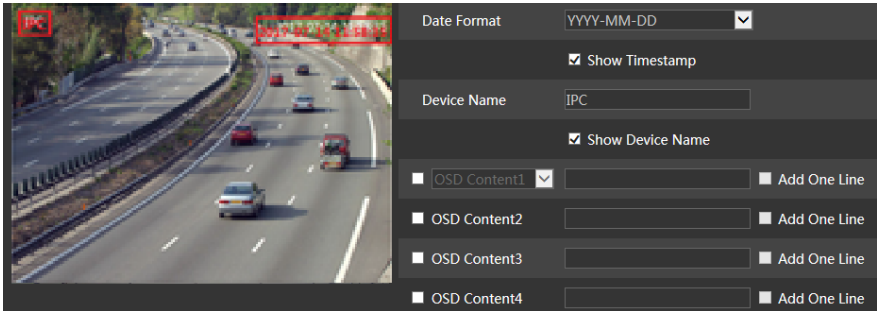 IPC
Date Format YYYY-MM-DD
Show Timestamp
Device Name IPC
Show Device Name
OSD Content1 Add One Line
OSD Content2 Add One Line
OSD Content3 Add One Line
OSD Content4 Add One Line